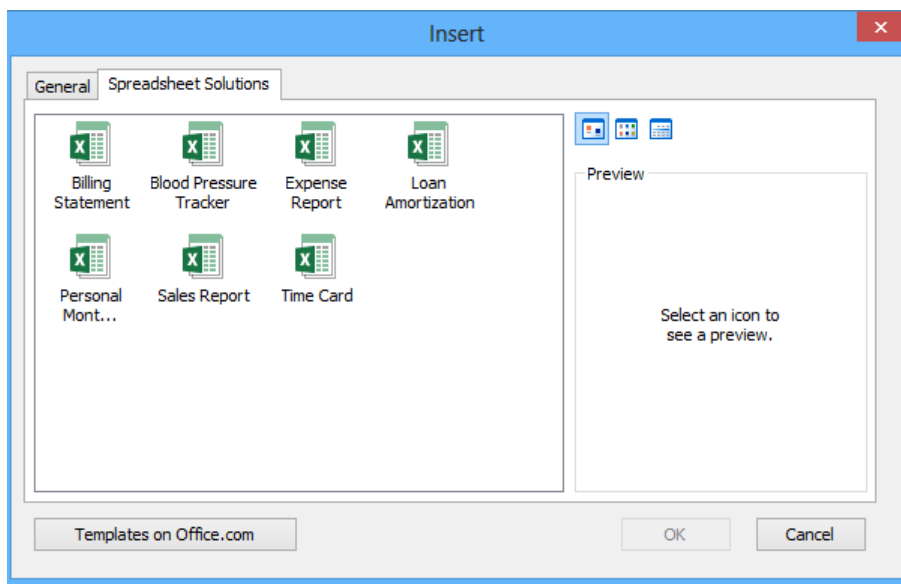 Insert
General
Spreadsheet Solutions
Billing
Statement
Blood Pressure
Tracker
Expense
Report
Loan
Amortization
Personal
Mont...
Sales Report
Time Card
Preview
Select an icon to
see a preview.
Templates on Office.com
OK
Cancel